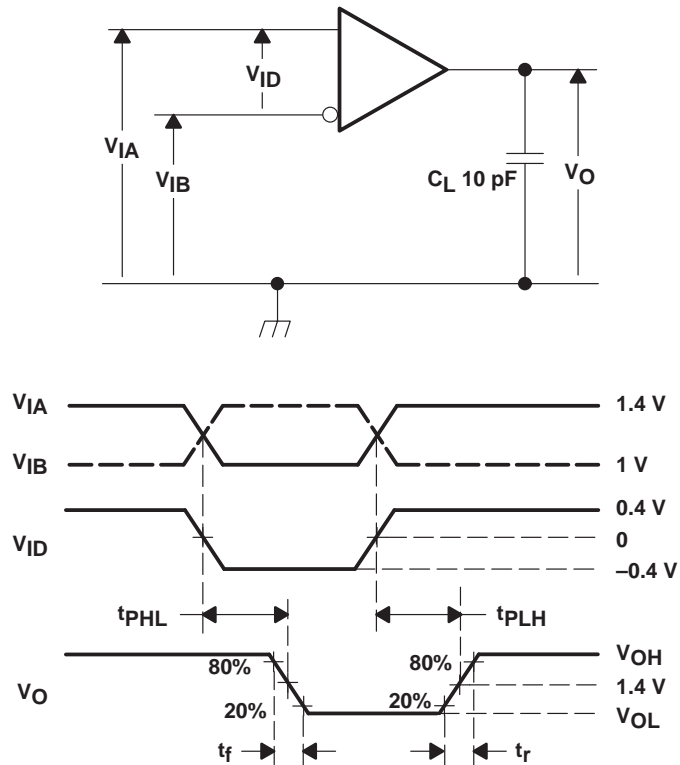 VID
VIA
VIB
CL 10 pF
VO
VIA
1.4 V
VIB
1 V
0.4 V
VID
0
–0.4 V
tPHL
tPLH
VOH
80%
80%
VO
1.4 V
20%
20%
VOL
tf
tr